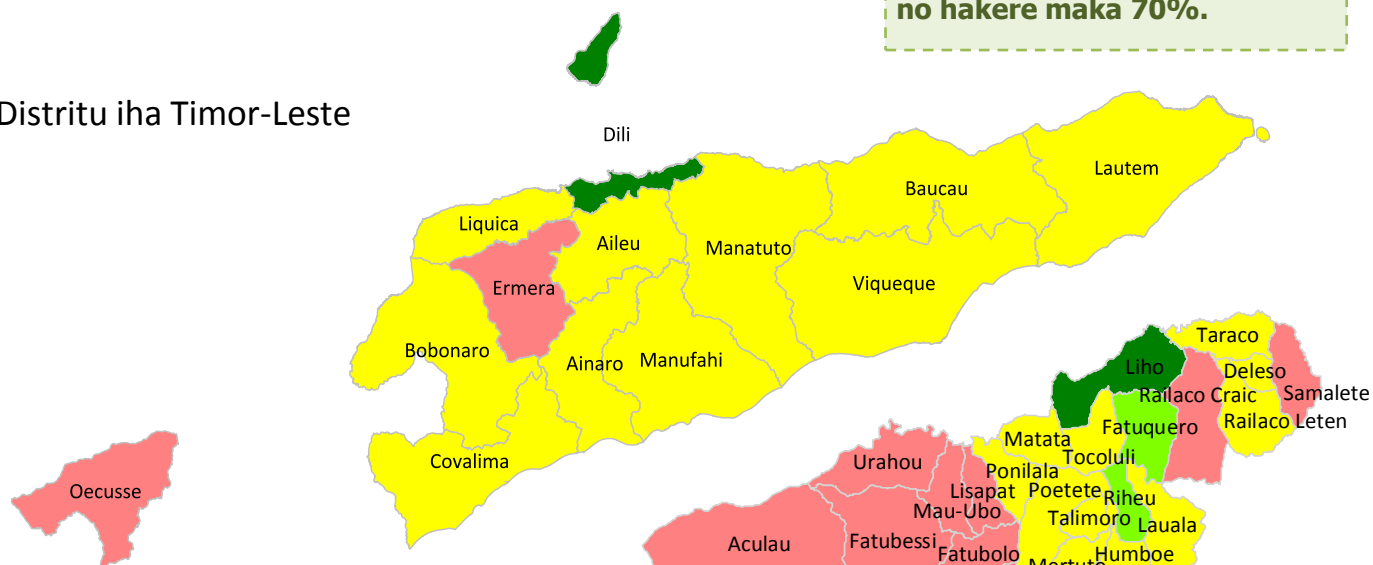 no hakere maka 70%.
Distritu iha Timor-Leste
Dili
Lautem
Baucau
Liquica
Aileu
Manatuto
Viqueque
Ermera
Bobonaro
Ainaro
Manufahi
Covalima
Oecusse
Taraco
Liho
Deleso
Railaco Craic
Samalete
Railaco Leten
Fatuquero
Matata
Tocoluli
Urahou
Ponilala
Lisapat
Poetete
Riheu
Mau-Ubo
Talimoro
Lauala
Aculau
Fatubessi
Fatubolo
Humboe
Mertuto